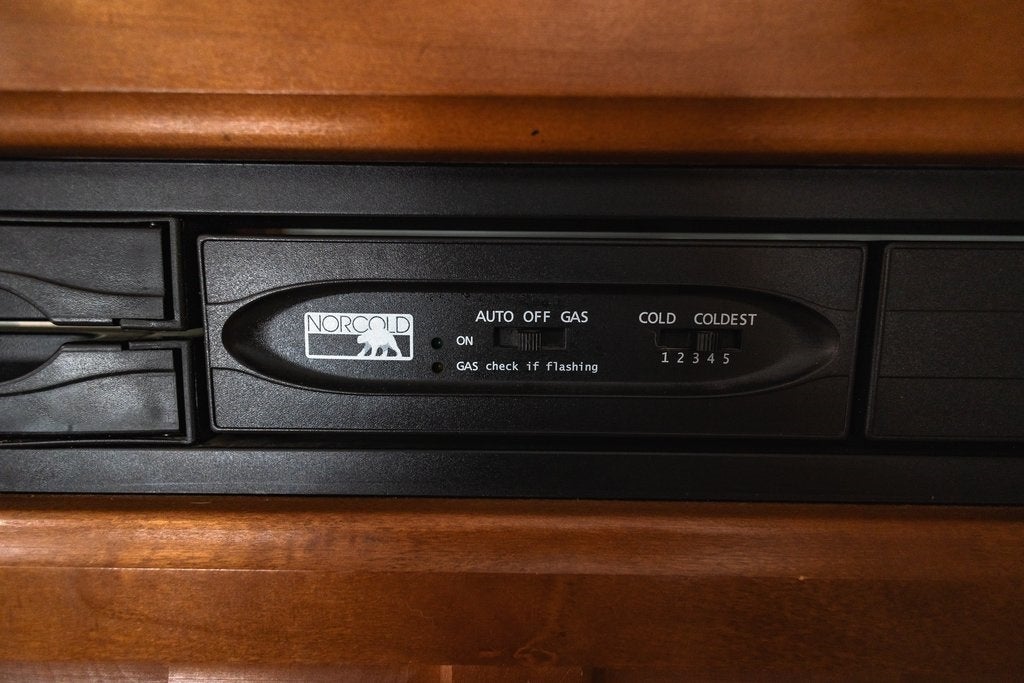 NORCOLD
AUTO OFF GAS
ON
GAS check if flashing
COLD COLDEST
1 2 3 4 5